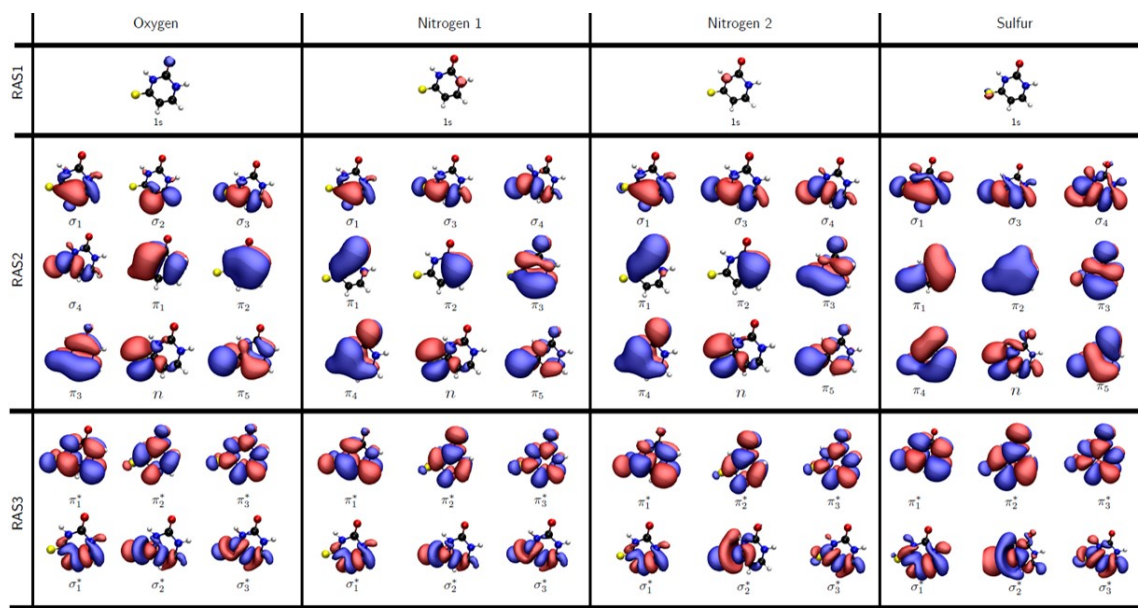 Oxygen Nitrogen 1 Nitrogen 2 Sulfur
RAS1
1s 1s 1s 1s
RAS2
σ₁ σ₂ σ₃ σ₁ σ₃ σ₄ σ₁ σ₃ σ₄ σ₁ σ₃ σ₄
σ₄ π₁ π₂ π₁ π₂ π₃ π₁ π₂ π₃ π₁ π₂ π₃
π₃ n π₅ π₄ n π₅ π₄ n π₅ π₄ n π₅
RAS3
π₁* π₂* π₃* π₁* π₂* π₃* π₁* π₂* π₃* π₁* π₂* π₃*
σ₁* σ₂* σ₃* σ₁* σ₂* σ₃* σ₁* σ₂* σ₃* σ₁* σ₂* σ₃*